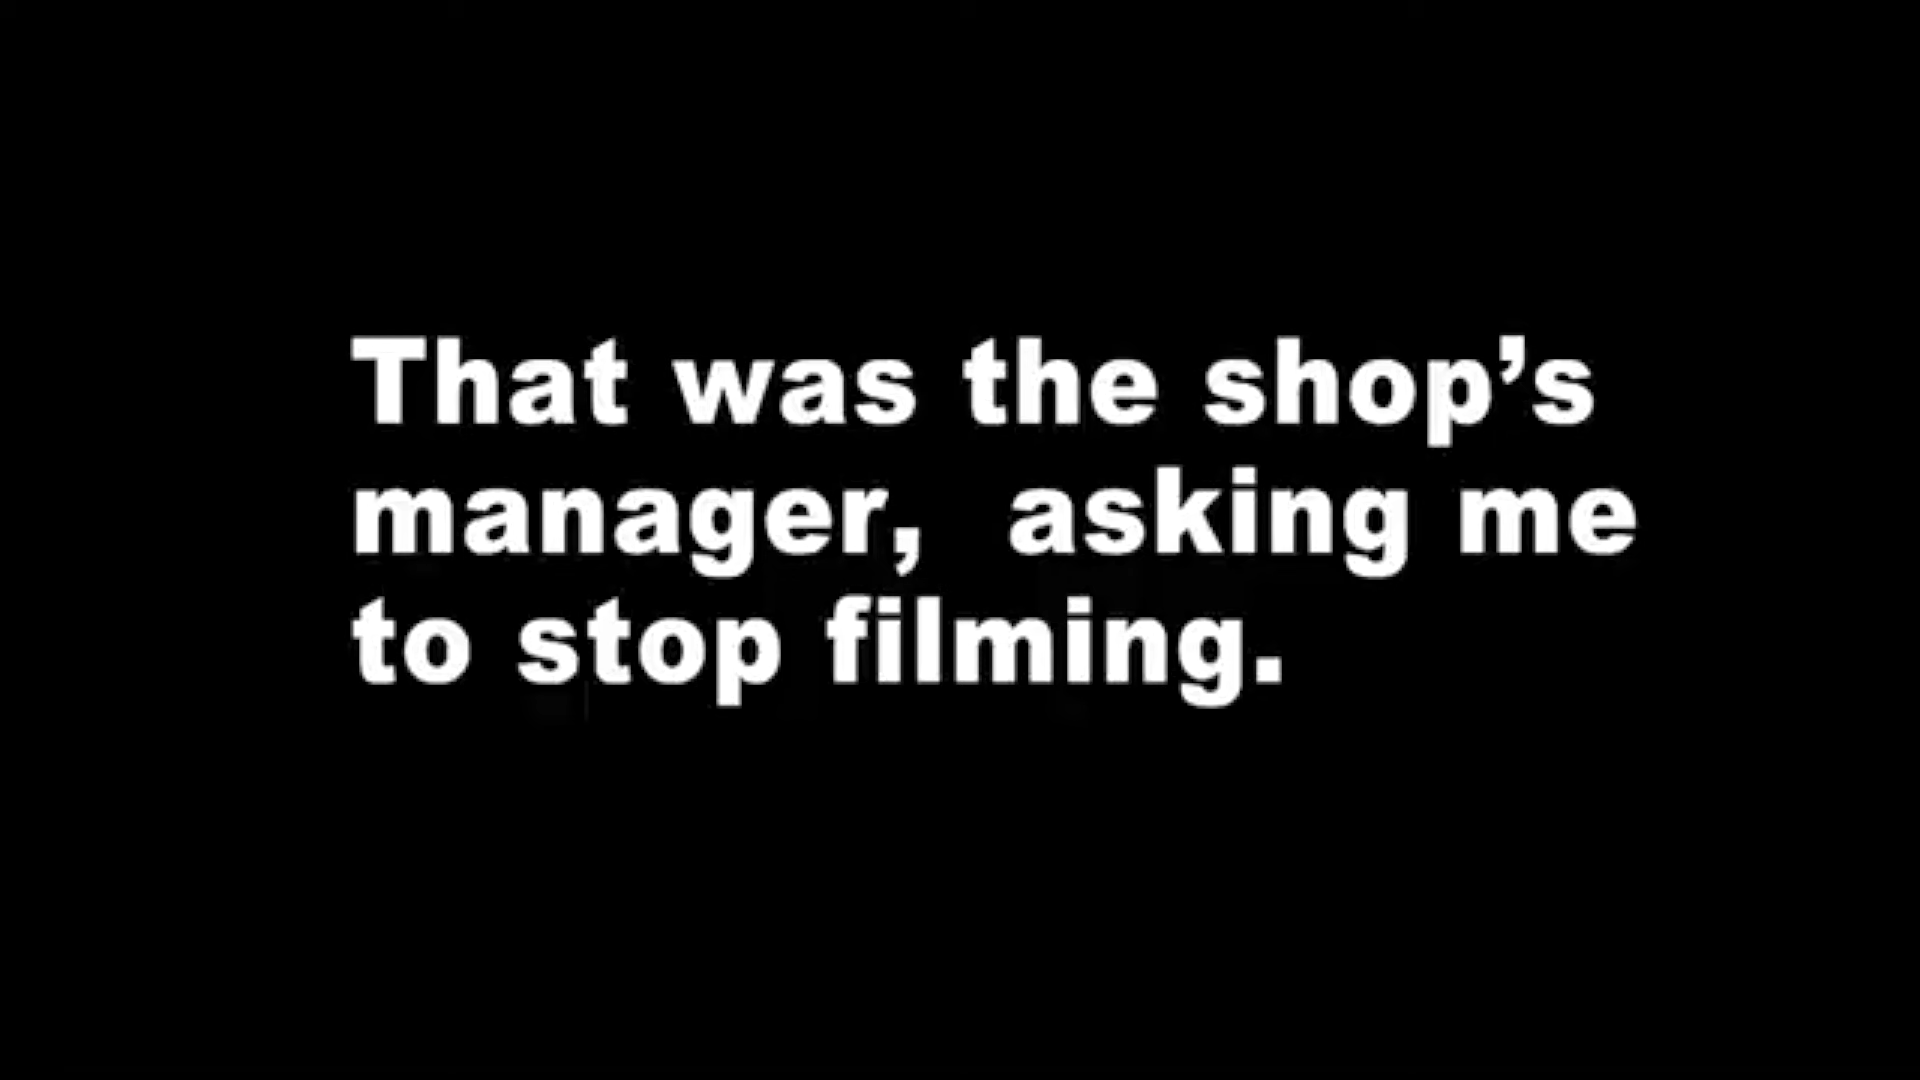 That was the shop’s
manager,  asking me
to stop filming.